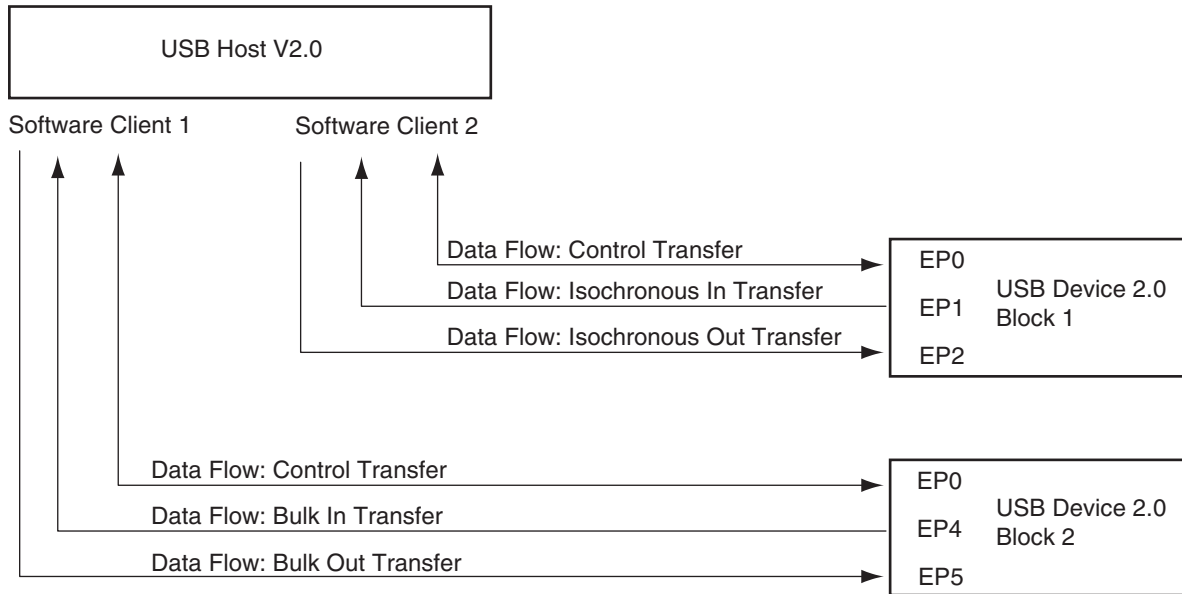 USB Host V2.0
Software Client 1
Software Client 2
Data Flow: Control Transfer
Data Flow: Isochronous In Transfer
Data Flow: Isochronous Out Transfer
EP0
EP1
EP2
USB Device 2.0
Block 1
Data Flow: Control Transfer
Data Flow: Bulk In Transfer
Data Flow: Bulk Out Transfer
EP0
EP4
EP5
USB Device 2.0
Block 2